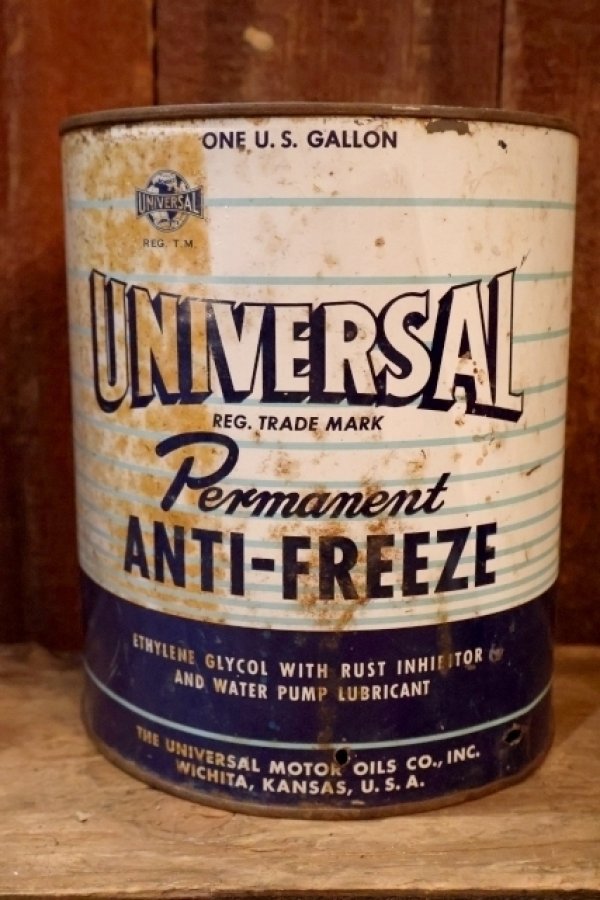 ONE U. S. GALLON
UNIVERSAL
REG. T.M.
UNIVERSAL
REG. TRADE MARK
Permanent
ANTI-FREEZE
ETHYLENE GLYCOL WITH RUST INHIBITOR
AND WATER PUMP LUBRICANT
THE UNIVERSAL MOTOR OILS CO., INC.
WICHITA, KANSAS, U. S. A.